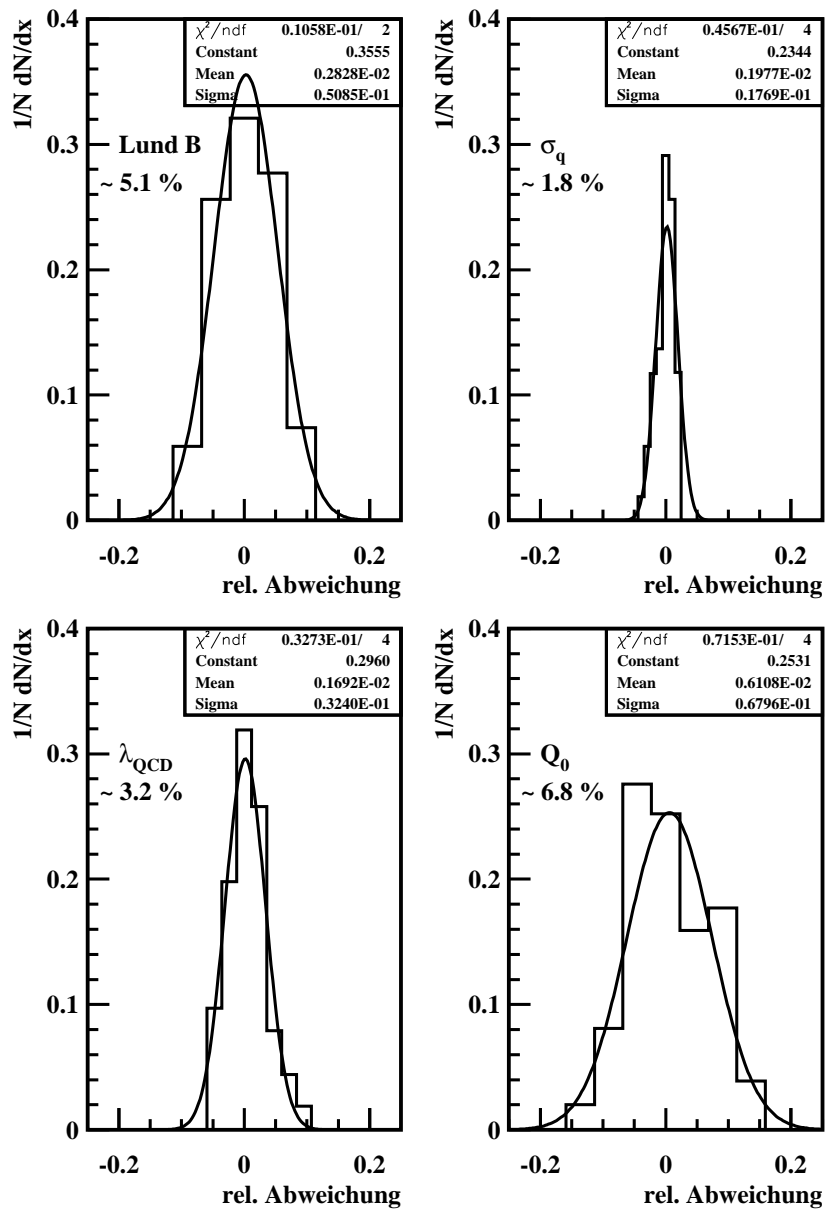 χ²/ndf 0.1058E-01/ 2
Constant 0.3555
Mean 0.2828E-02
Sigma 0.5085E-01
1/N dN/dx
0.4
0.3
0.2
0.1
0
Lund B
~ 5.1 %
-0.2 0 0.2
rel. Abweichung
χ²/ndf 0.4567E-01/ 4
Constant 0.2344
Mean 0.1977E-02
Sigma 0.1769E-01
1/N dN/dx
0.4
0.3
0.2
0.1
0
σq
~ 1.8 %
-0.2 0 0.2
rel. Abweichung
χ²/ndf 0.3273E-01/ 4
Constant 0.2960
Mean 0.1692E-02
Sigma 0.3240E-01
1/N dN/dx
0.4
0.3
0.2
0.1
0
λQCD
~ 3.2 %
-0.2 0 0.2
rel. Abweichung
χ²/ndf 0.7153E-01/ 4
Constant 0.2531
Mean 0.6108E-02
Sigma 0.6796E-01
1/N dN/dx
0.4
0.3
0.2
0.1
0
Q0
~ 6.8 %
-0.2 0 0.2
rel. Abweichung